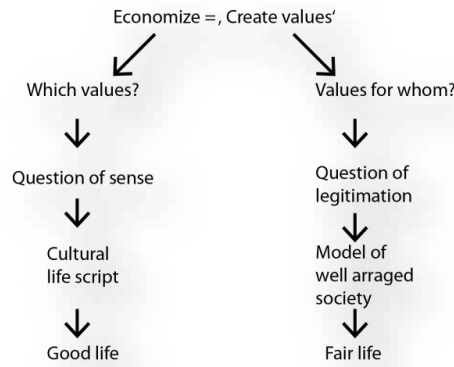 Economize = ‚ Create values‘
Which values?
Values for whom?
Question of sense
Question of
legitimation
Cultural
life script
Model of
well arraged
society
Good life
Fair life